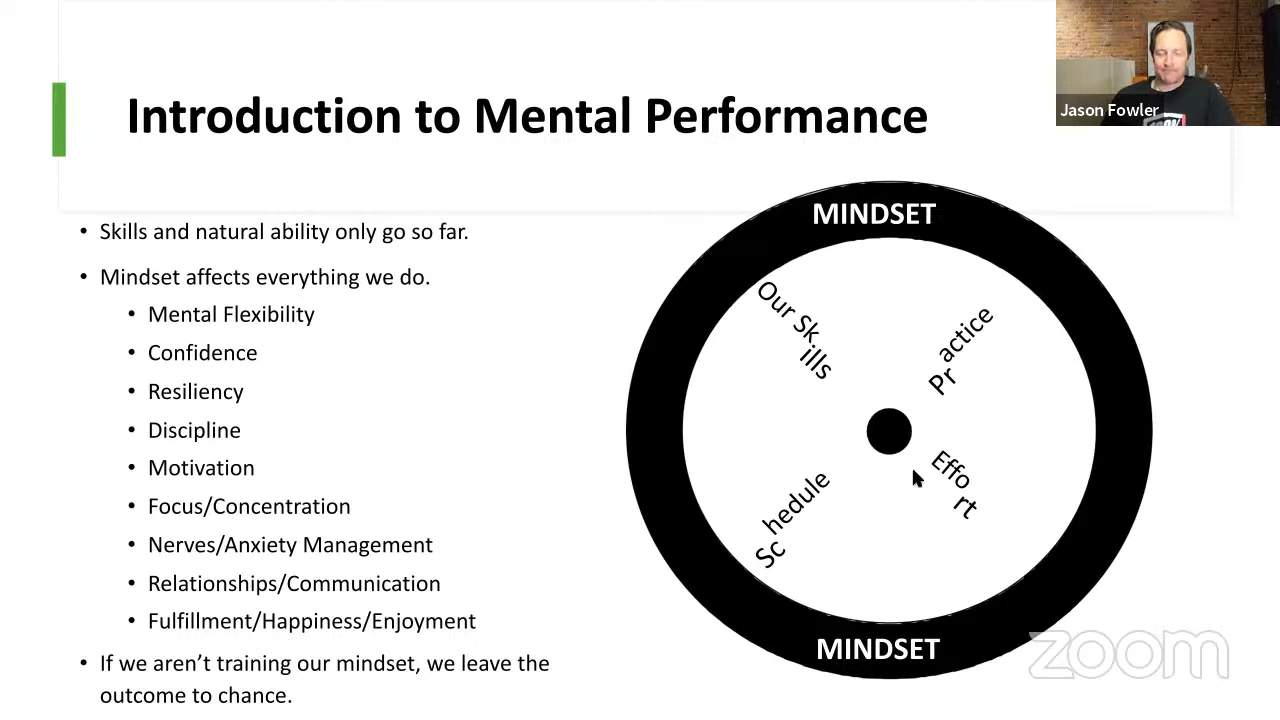 Introduction to Mental Performance
Jason Fowler
• Skills and natural ability only go so far.
• Mindset affects everything we do.
• Mental Flexibility
• Confidence
• Resiliency
• Discipline
• Motivation
• Focus/Concentration
• Nerves/Anxiety Management
• Relationships/Communication
• Fulfillment/Happiness/Enjoyment
• If we aren’t training our mindset, we leave the
outcome to chance.
MINDSET
Our Sk
ills
Pr
actice
Sc
hedule
Effo
rt
MINDSET
zoom